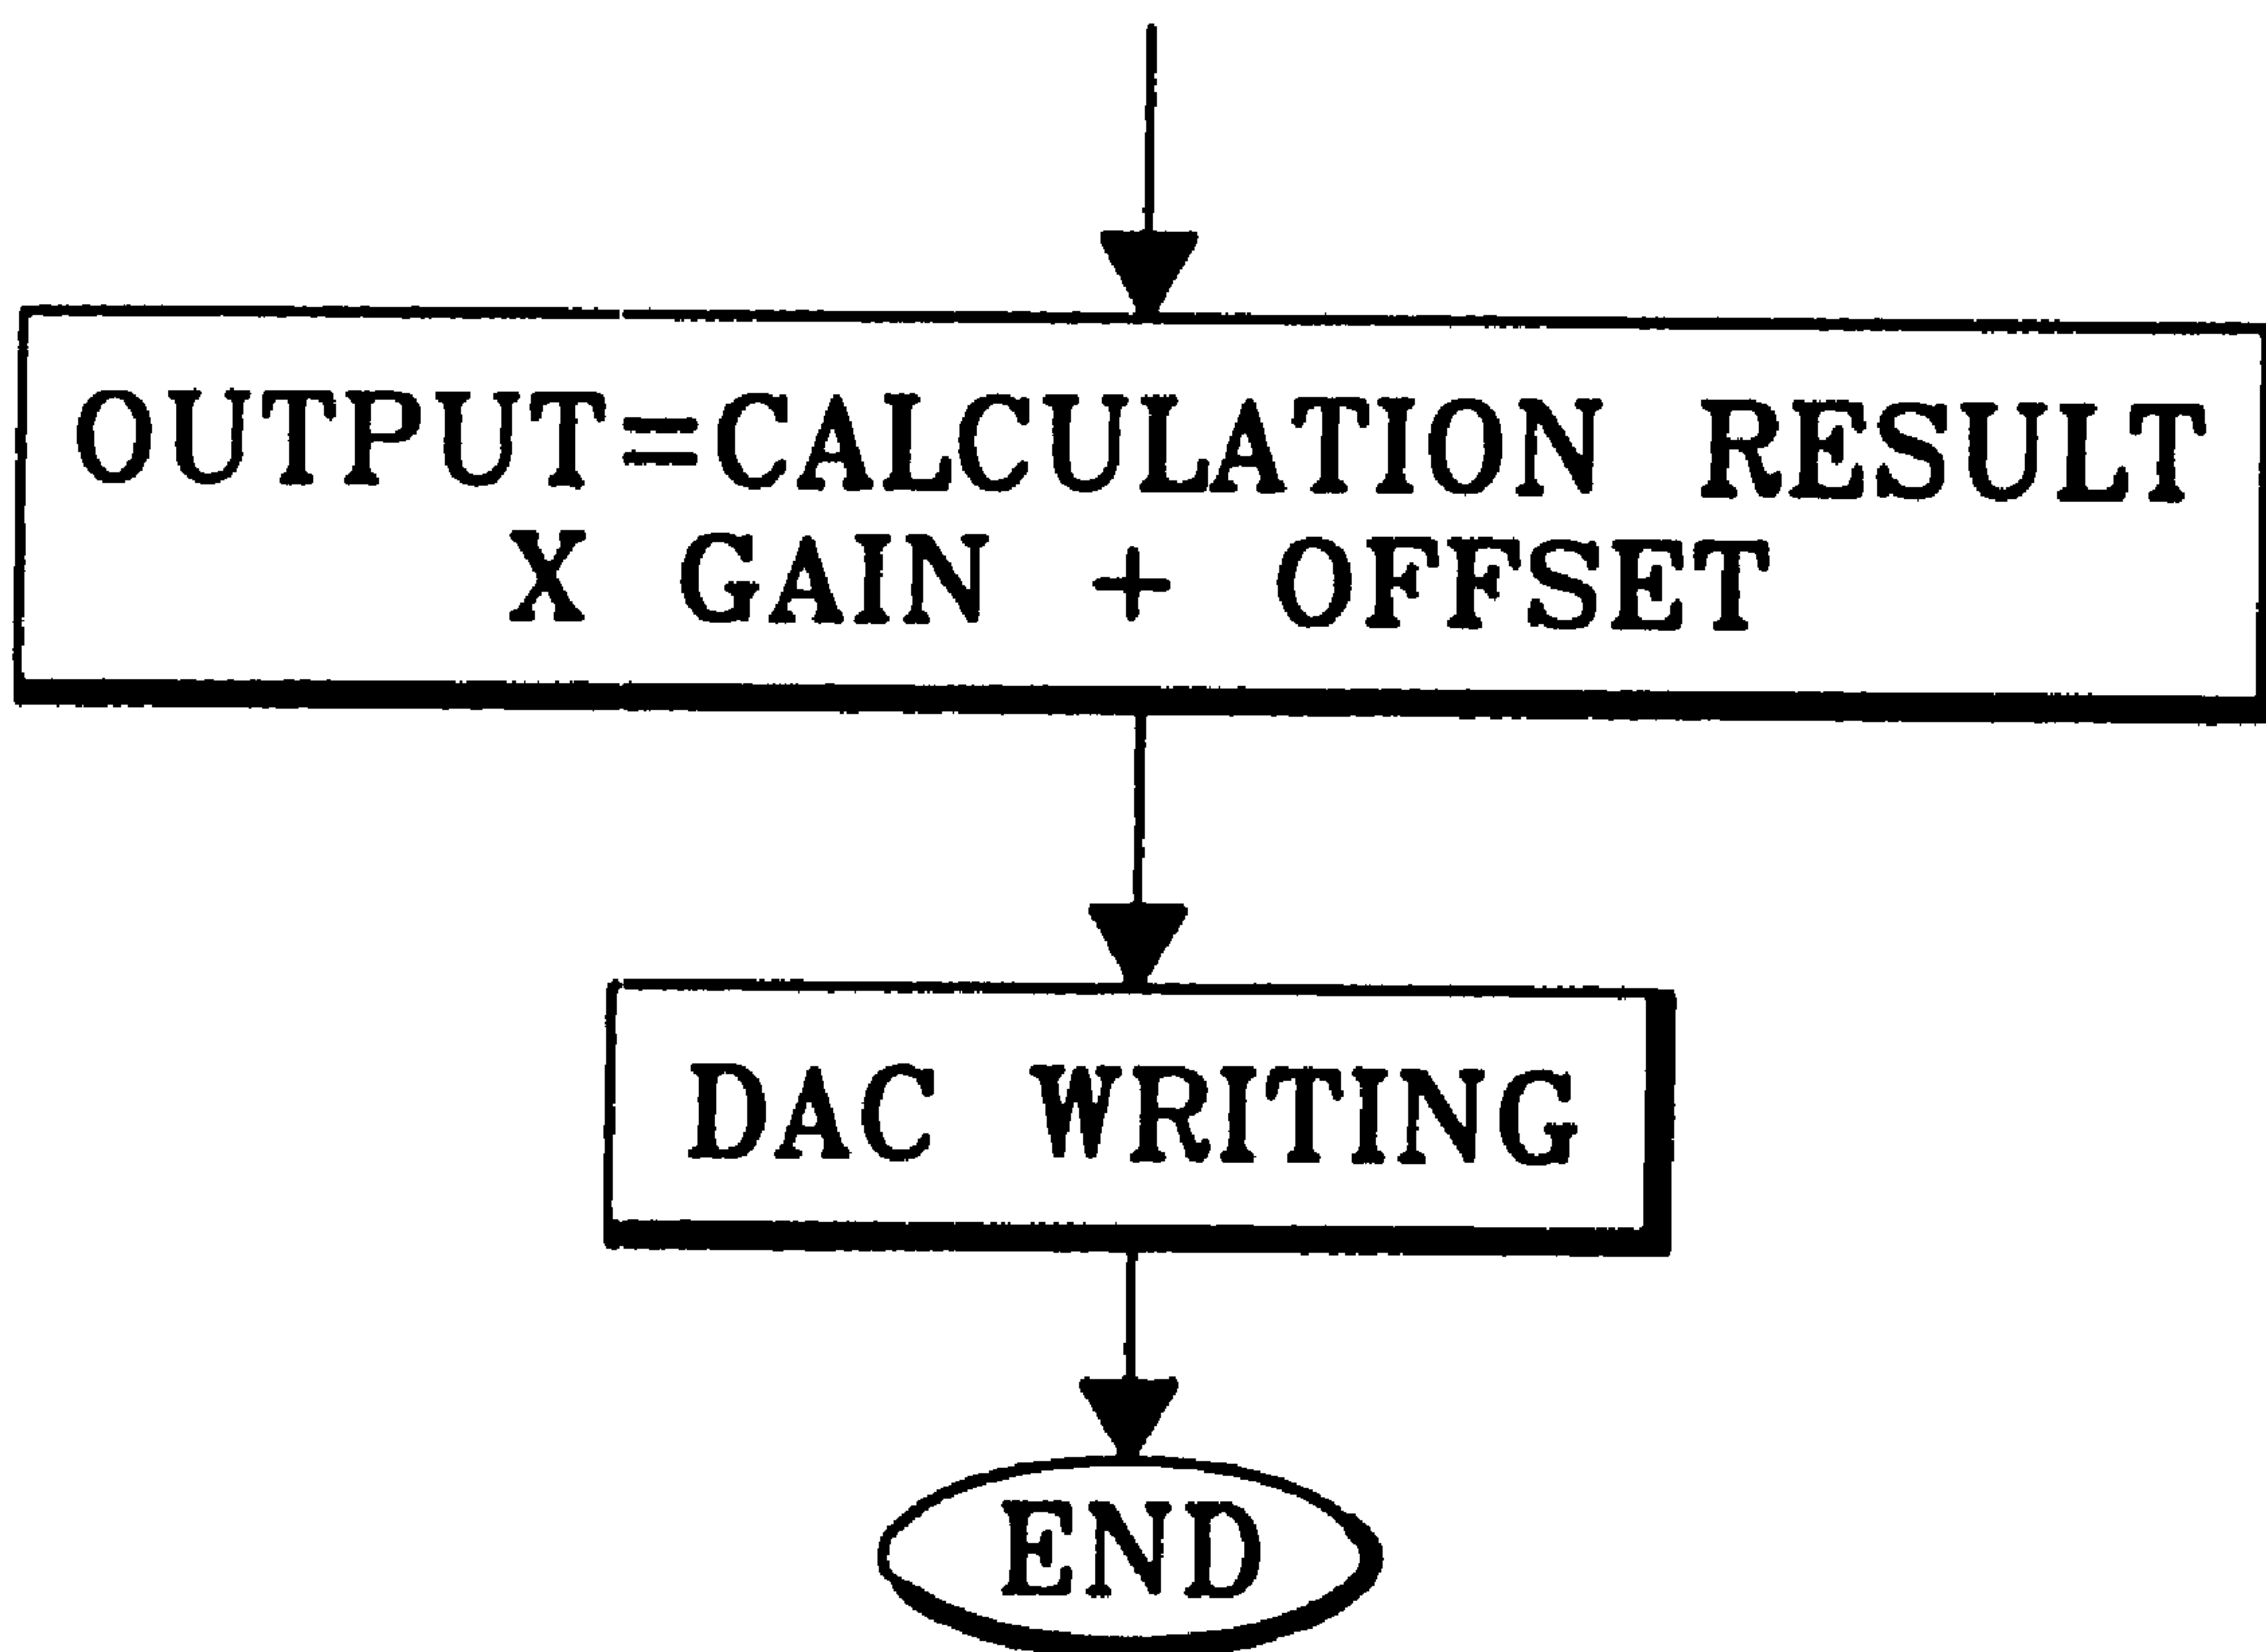 OUTPUT=CALCULATION RESULT
X GAIN + OFFSET
DAC WRITING
END